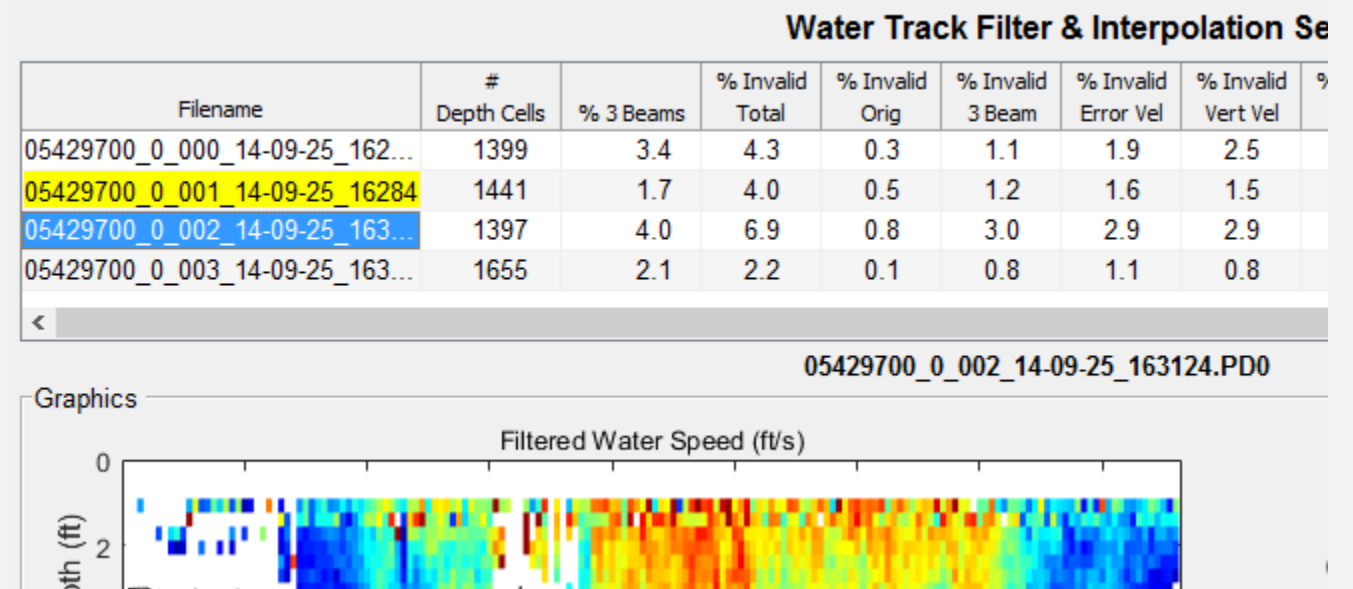 Water Track Filter & Interpolation Se
Filename # Depth Cells % 3 Beams % Invalid Total % Invalid Orig % Invalid 3 Beam % Invalid Error Vel % Invalid Vert Vel %
05429700_0_000_14-09-25_162... 1399 3.4 4.3 0.3 1.1 1.9 2.5
05429700_0_001_14-09-25_16284 1441 1.7 4.0 0.5 1.2 1.6 1.5
05429700_0_002_14-09-25_163... 1397 4.0 6.9 0.8 3.0 2.9 2.9
05429700_0_003_14-09-25_163... 1655 2.1 2.2 0.1 0.8 1.1 0.8
<
05429700_0_002_14-09-25_163124.PD0
Graphics
Filtered Water Speed (ft/s)
0
2
pth (ft)